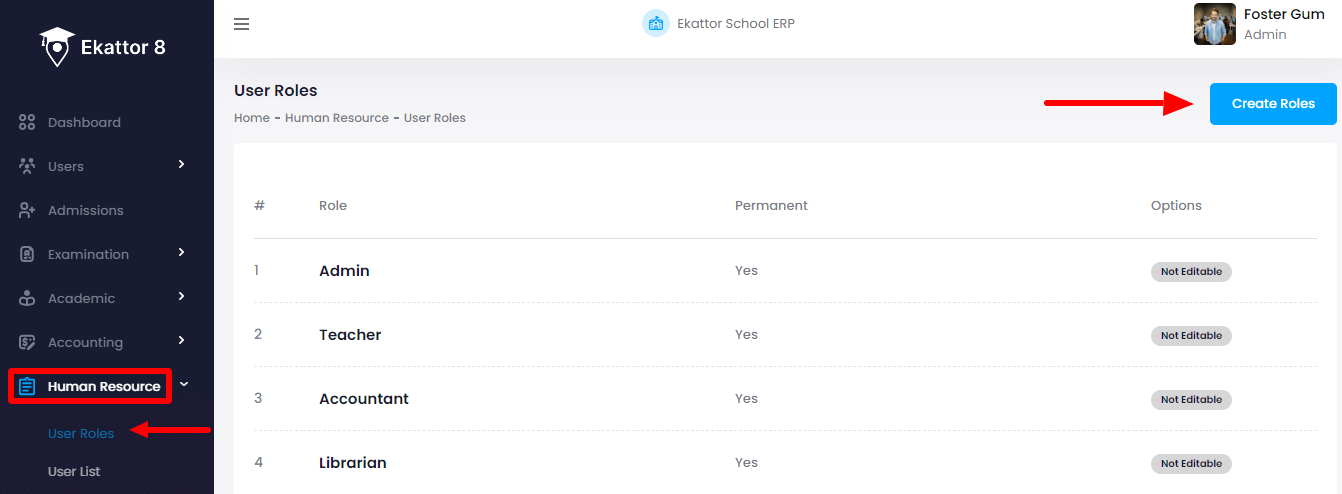 Ekattor 8
Dashboard
Users
Admissions
Examination
Academic
Accounting
Human Resource
User Roles
User List
Ekattor School ERP
Foster Gum
Admin
User Roles
Home - Human Resource - User Roles
Create Roles
# Role Permanent Options
1 Admin Yes Not Editable
2 Teacher Yes Not Editable
3 Accountant Yes Not Editable
4 Librarian Yes Not Editable